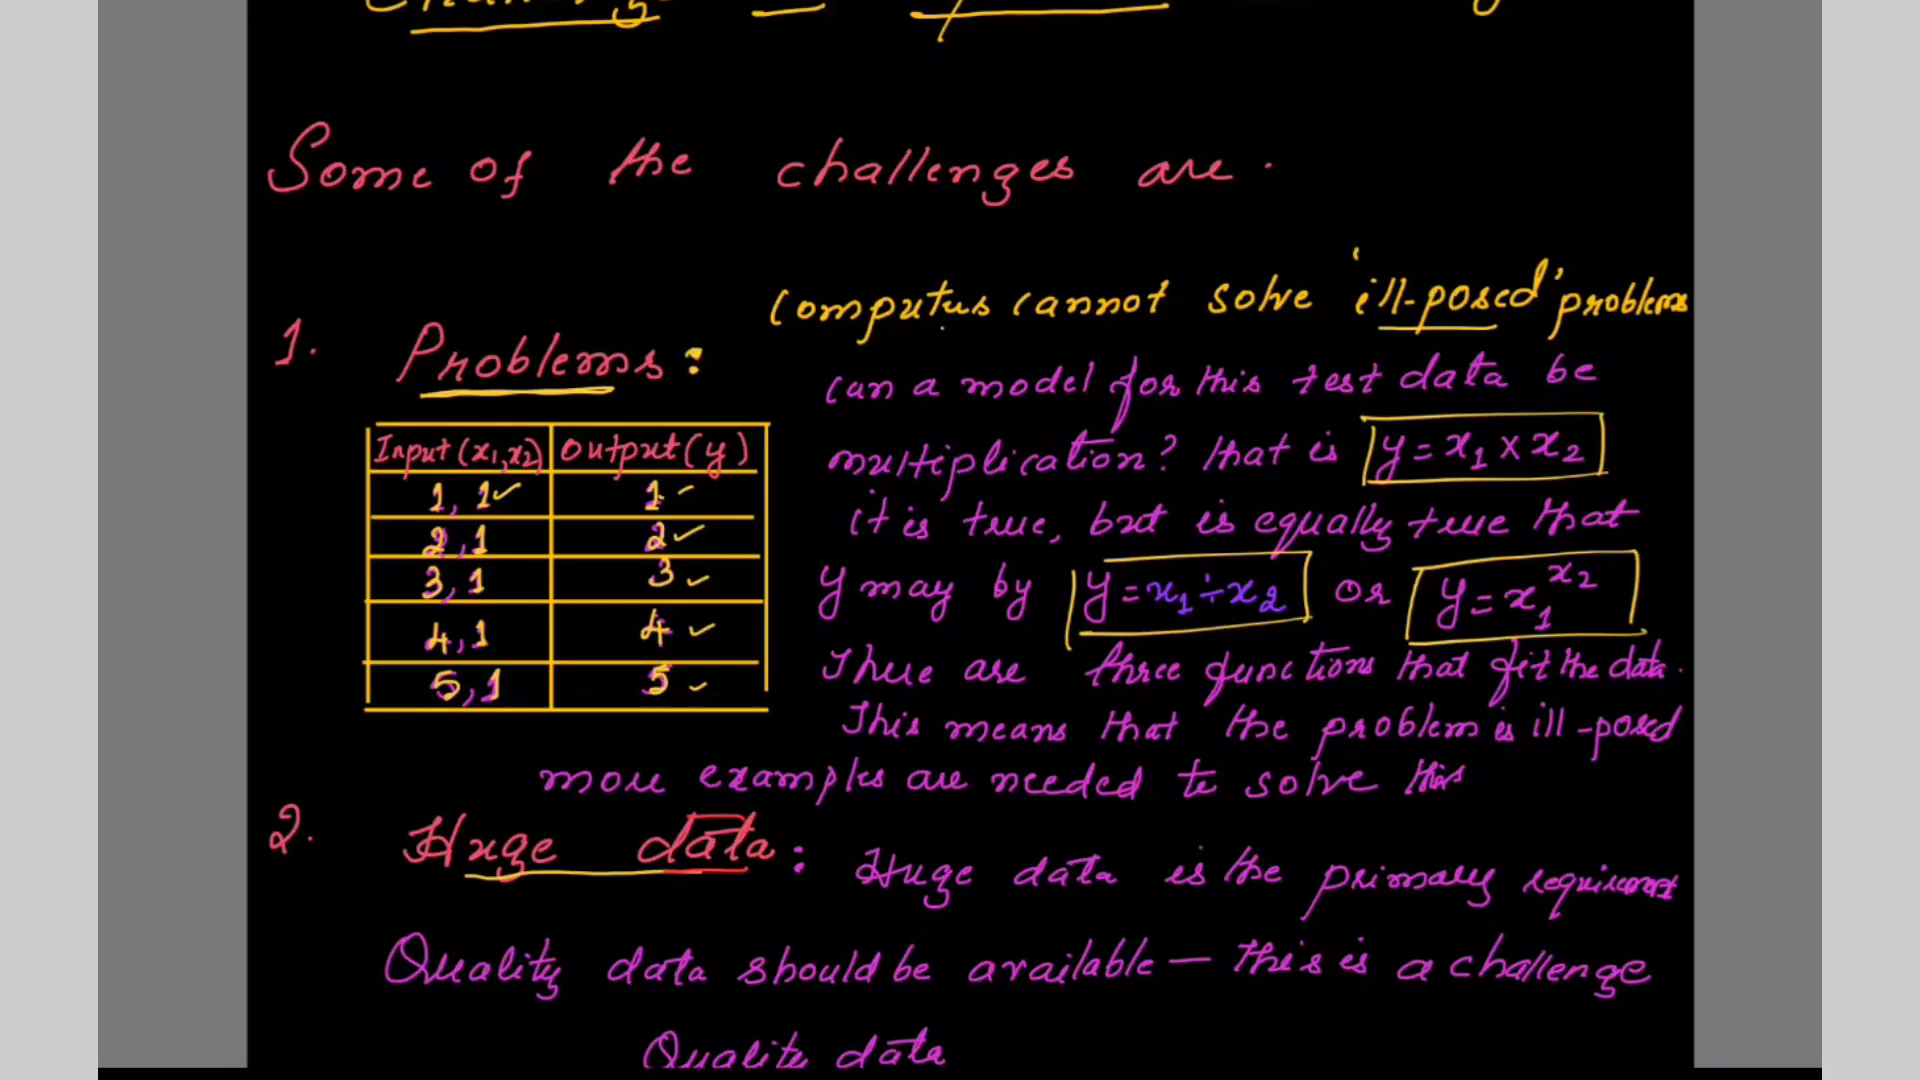 Some of the challenges are.
computers cannot solve 'ill-posed' problems
1. Problems:
can a model for this test data be
multiplication? that is y = x₁ × x₂
it is true, but is equally true that
y may by y = x₁ ÷ x₂ or y = x₁^x₂
There are three functions that fit the data.
This means that the problem is ill-posed
more examples are needed to solve this
Input (x₁,x₂) Output (y)
1, 1 ✓ 1 ✓
2, 1 2 ✓
3, 1 3 ✓
4, 1 4 ✓
5, 1 5 ✓
2. Huge data: Huge data is the primary requirement
Quality data should be available — this is a challenge
Quality data